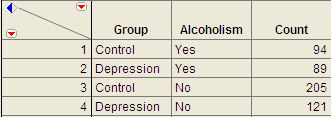 Group Alcoholism Count
1 Control Yes 94
2 Depression Yes 89
3 Control No 205
4 Depression No 121